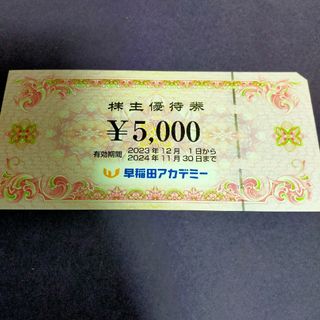 株主優待券
￥5,000
有効期間 2023年12月 1日から
2024年11月30日まで
早稲田アカデミー